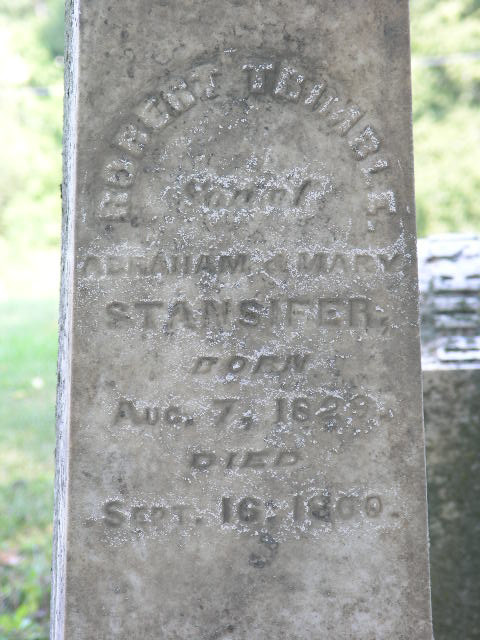 ROBERT TRIMBLE.
Son of
ABRAHAM & MARY
STANSIFER;
BORN
AUG. 7, 1829.
DIED
SEPT. 16, 1860.